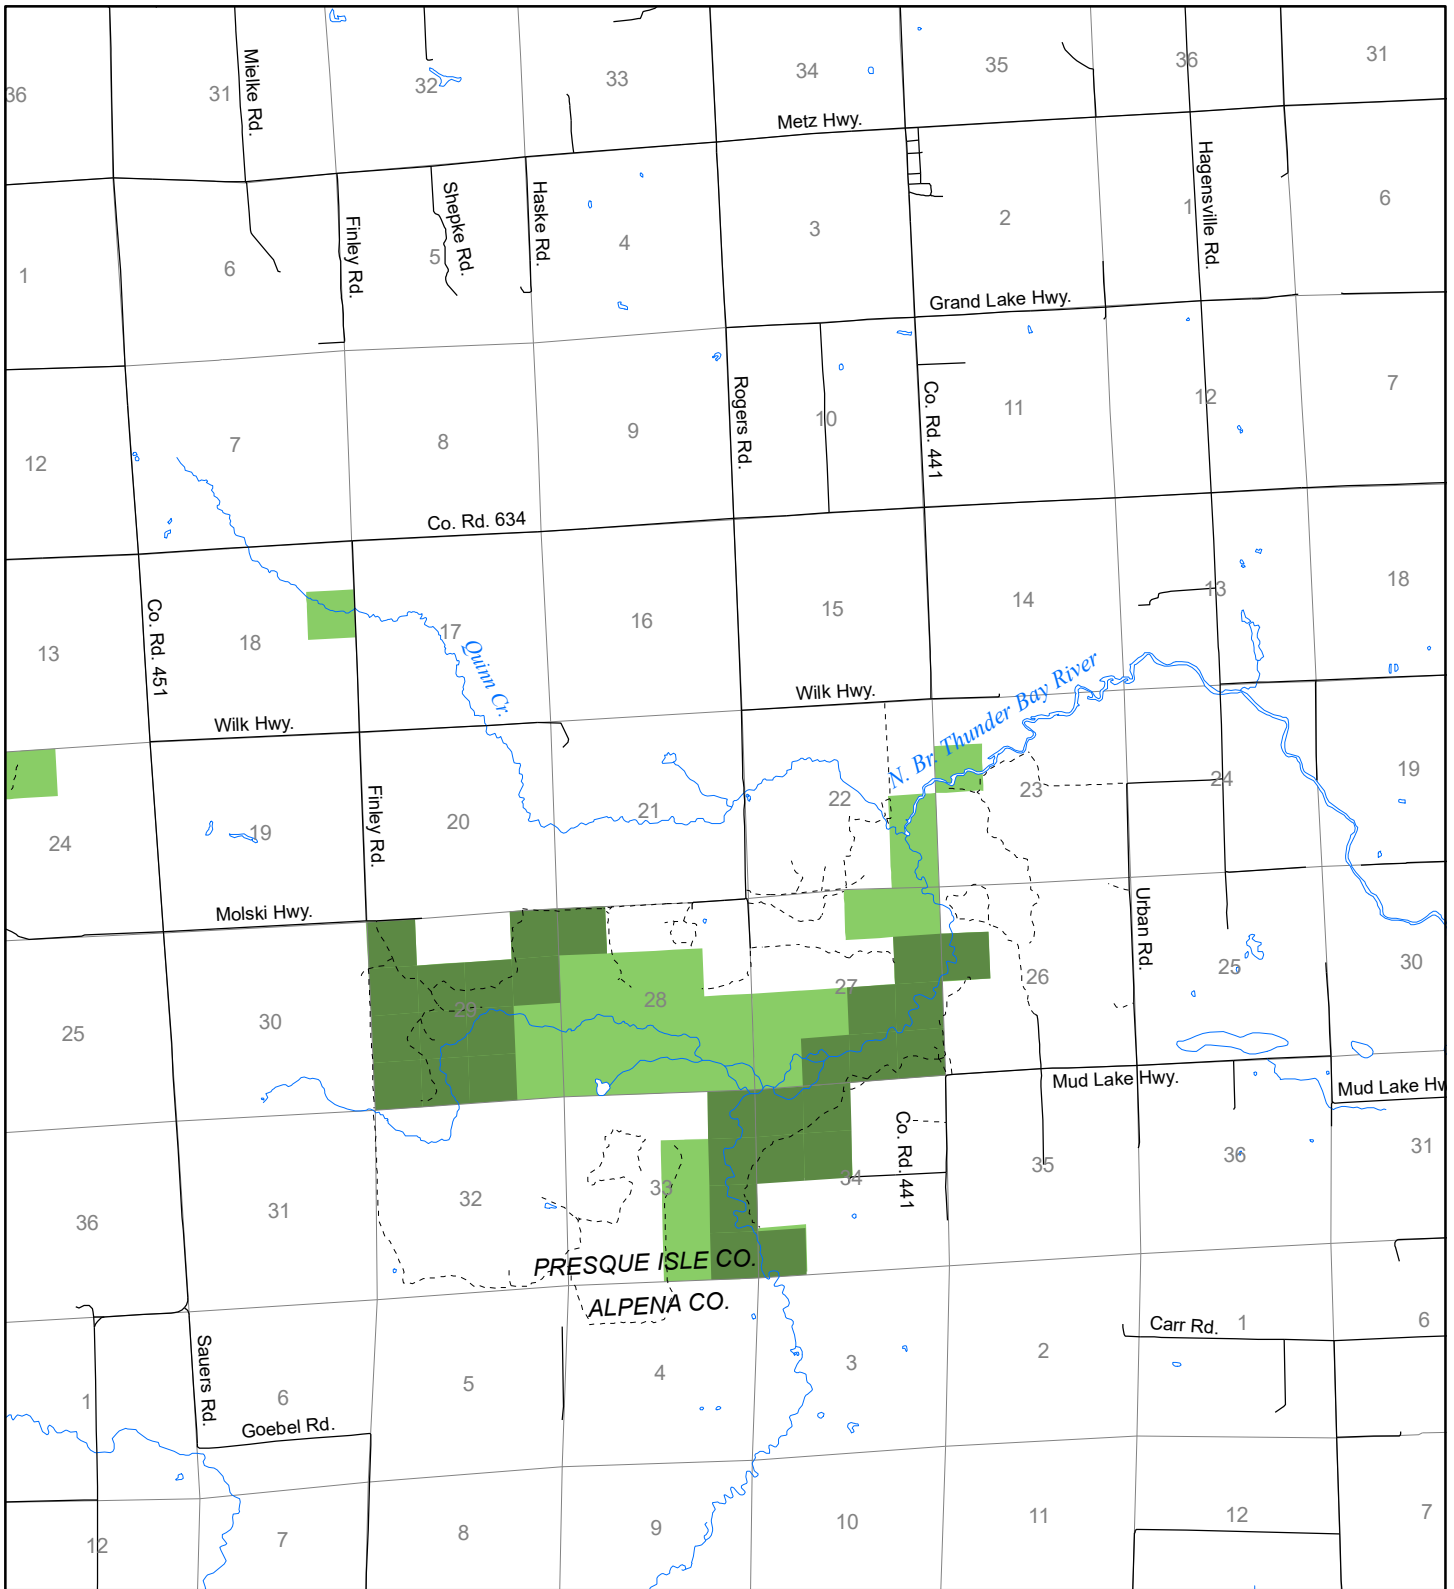 36
31
Mielke Rd.
32
33
34
35
36
31
Metz Hwy.
1
6
Finley Rd.
5
Shepke Rd.
Haske Rd.
4
3
2
1
Hagensville Rd.
6
Grand Lake Hwy.
12
7
8
9
Rogers Rd.
10
Co. Rd. 441
11
12
7
Co. Rd. 634
13
Co. Rd. 451
18
17
Quinn Cr.
16
15
14
13
18
Wilk Hwy.
Wilk Hwy.
N. Br. Thunder Bay River
24
19
Finley Rd.
20
21
22
23
24
19
Molski Hwy.
Urban Rd.
25
30
29
28
27
26
25
30
Mud Lake Hwy.
Mud Lake Hw
36
31
32
33
34
Co. Rd. 441
35
36
31
PRESQUE ISLE CO.
ALPENA CO.
1
Sauers Rd.
6
5
4
3
2
Carr Rd.
1
6
Goebel Rd.
12
7
8
9
10
11
12
7